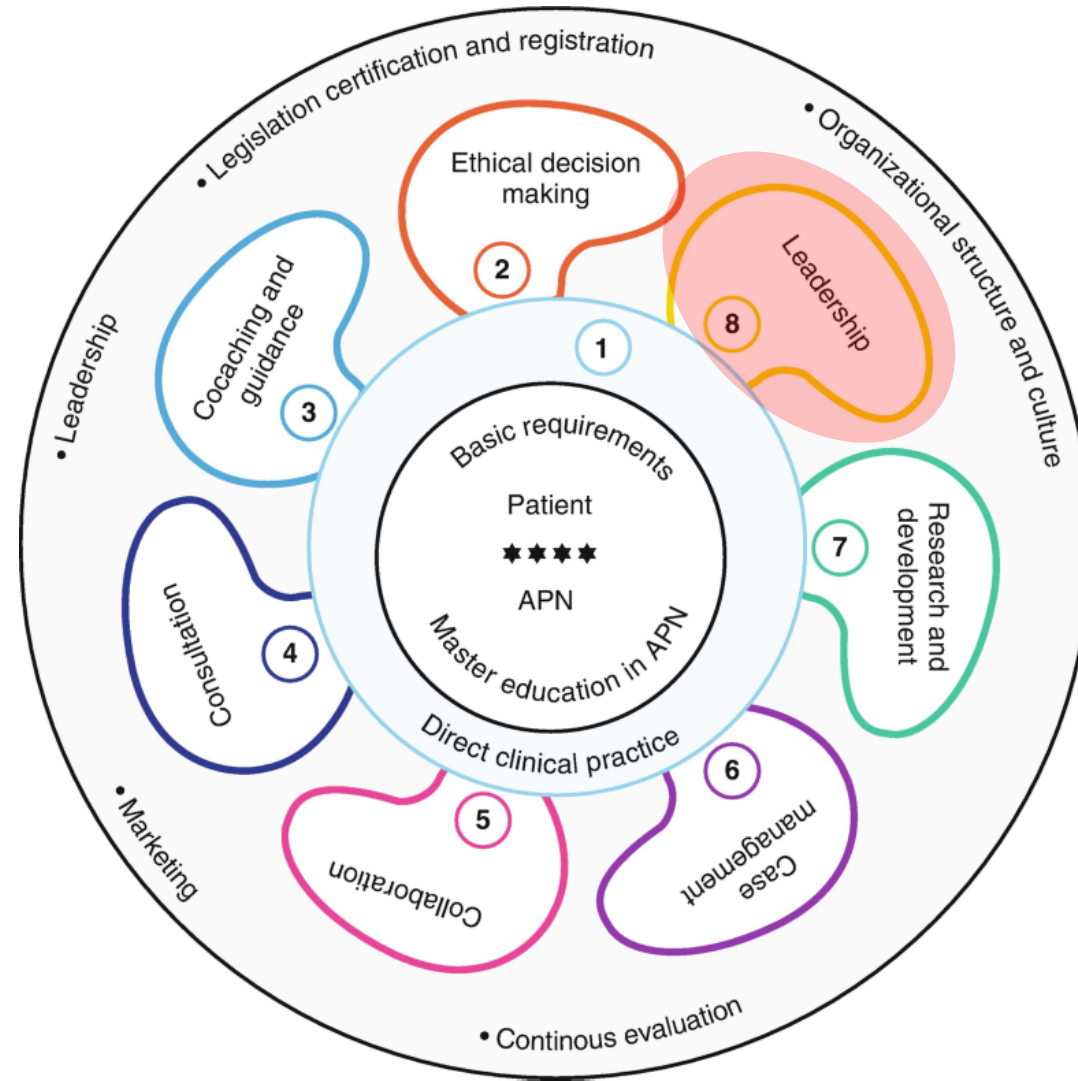 • Legislation certification and registration
• Organizational structure and culture
• Leadership
• Marketing
• Continous evaluation
Ethical decision
making
2
Leadership
8
Cocaching and
guidance
3
1
Basic requirements
Patient
APN
Master education in APN
Direct clinical practice
Research and
development
7
Consultation
4
Collaboration
5
Case
management
6